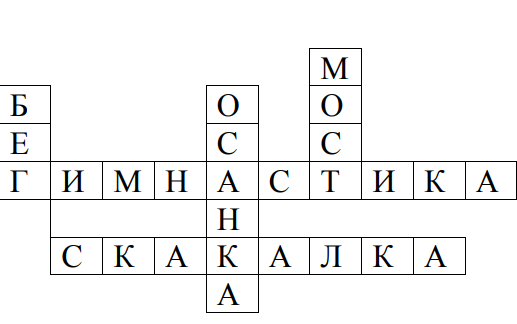 М
Б О О
Е С С
Г И М Н А С Т И К А
Н
С К А К А Л К А
А